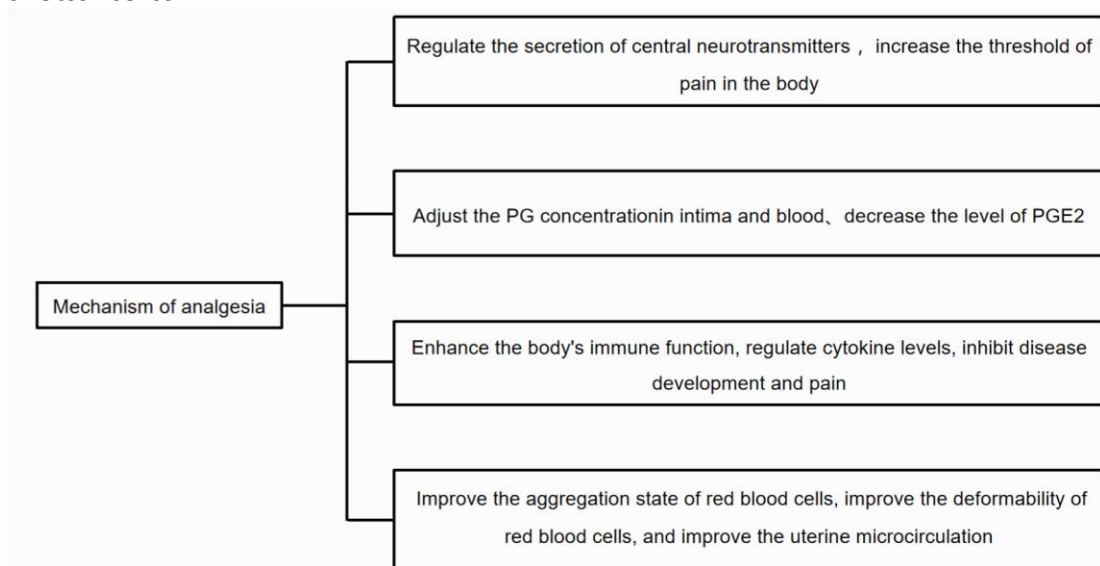 Regulate the secretion of central neurotransmitters , increase the threshold of
pain in the body
Adjust the PG concentrationin intima and blood、decrease the level of PGE2
Mechanism of analgesia
Enhance the body's immune function, regulate cytokine levels, inhibit disease
development and pain
Improve the aggregation state of red blood cells, improve the deformability of
red blood cells, and improve the uterine microcirculation